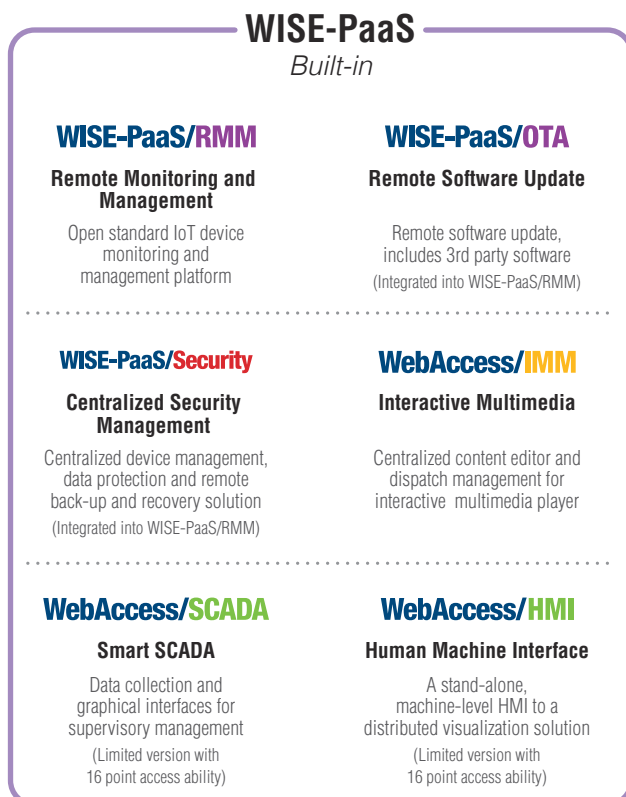 WISE-PaaS
Built-in
WISE-PaaS/RMM
Remote Monitoring and
Management
Open standard IoT device
monitoring and
management platform
WISE-PaaS/OTA
Remote Software Update
Remote software update,
includes 3rd party software
(Integrated into WISE-PaaS/RMM)
WISE-PaaS/Security
Centralized Security
Management
Centralized device management,
data protection and remote
back-up and recovery solution
(Integrated into WISE-PaaS/RMM)
WebAccess/IMM
Interactive Multimedia
Centralized content editor and
dispatch management for
interactive multimedia player
WebAccess/SCADA
Smart SCADA
Data collection and
graphical interfaces for
supervisory management
(Limited version with
16 point access ability)
WebAccess/HMI
Human Machine Interface
A stand-alone,
machine-level HMI to a
distributed visualization solution
(Limited version with
16 point access ability)